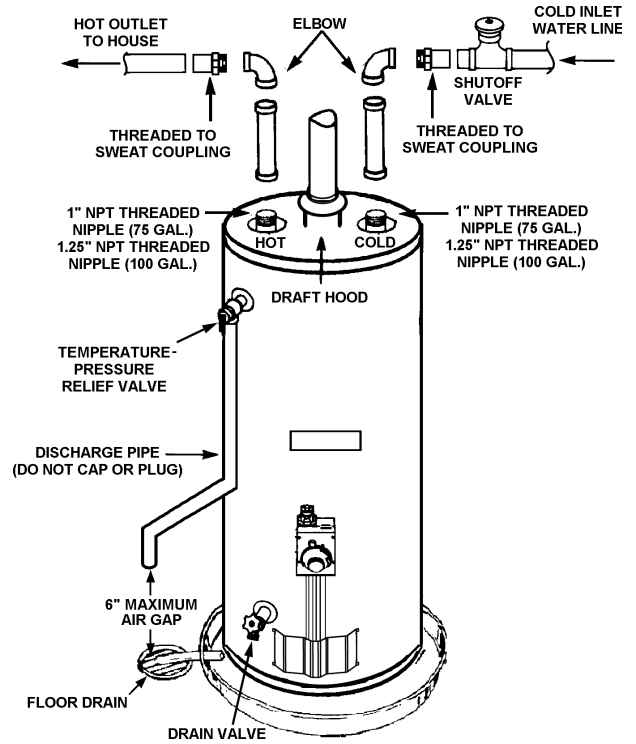 HOT OUTLET
TO HOUSE
ELBOW
COLD INLET
WATER LINE
SHUTOFF
VALVE
THREADED TO
SWEAT COUPLING
THREADED TO
SWEAT COUPLING
1" NPT THREADED
NIPPLE (75 GAL.)
1.25" NPT THREADED
NIPPLE (100 GAL.)
HOT
COLD
1" NPT THREADED
NIPPLE (75 GAL.)
1.25" NPT THREADED
NIPPLE (100 GAL.)
DRAFT HOOD
TEMPERATURE-
PRESSURE
RELIEF VALVE
DISCHARGE PIPE
(DO NOT CAP OR PLUG)
6" MAXIMUM
AIR GAP
FLOOR DRAIN
DRAIN VALVE